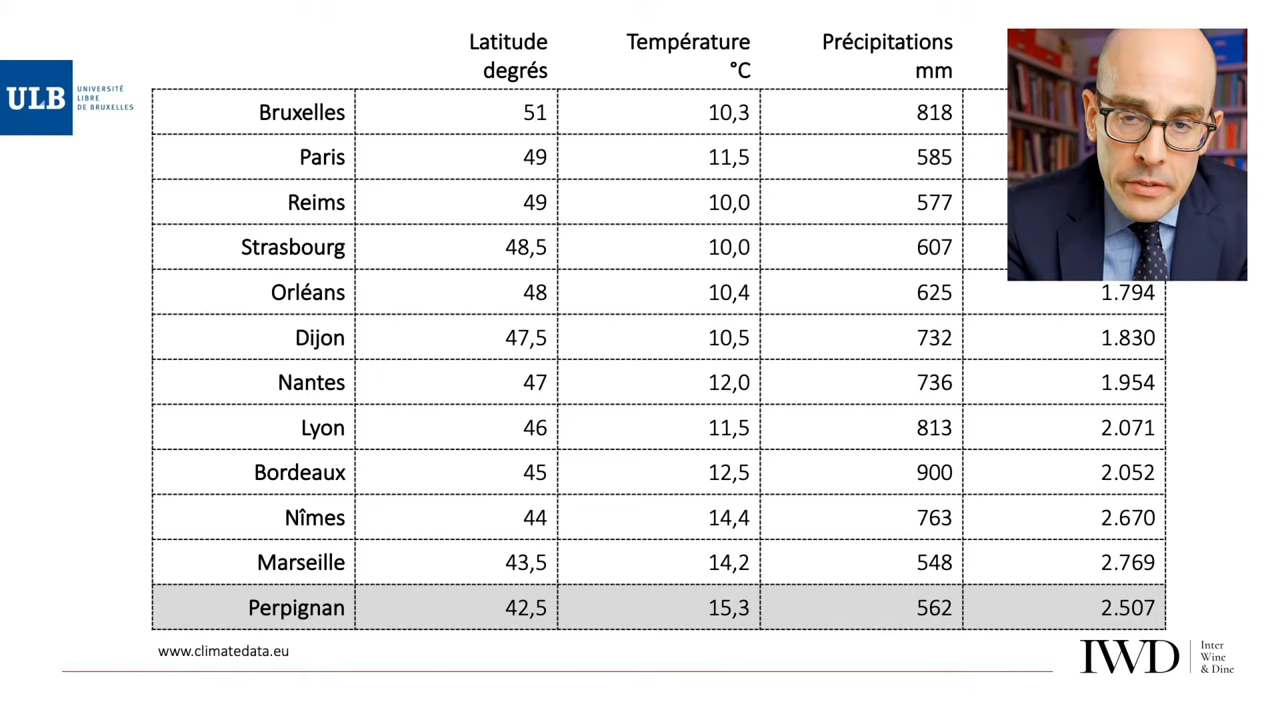 Latitude Température Précipitations
degrés °C mm
ULB UNIVERSITÉ
LIBRE
DE BRUXELLES
Bruxelles 51 10,3 818
Paris 49 11,5 585
Reims 49 10,0 577
Strasbourg 48,5 10,0 607
Orléans 48 10,4 625 1.794
Dijon 47,5 10,5 732 1.830
Nantes 47 12,0 736 1.954
Lyon 46 11,5 813 2.071
Bordeaux 45 12,5 900 2.052
Nîmes 44 14,4 763 2.670
Marseille 43,5 14,2 548 2.769
Perpignan 42,5 15,3 562 2.507
www.climatedata.eu
IWD Inter
Wine
& Dine